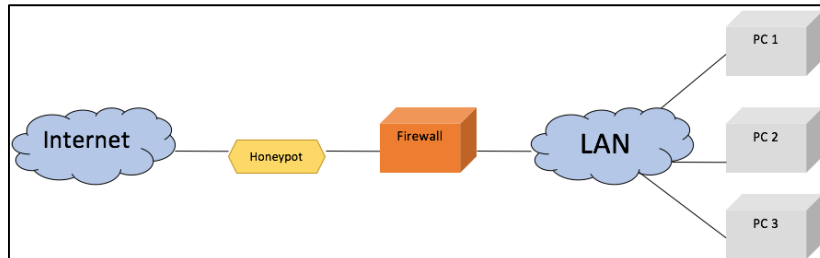 Internet
Honeypot
Firewall
LAN
PC 1
PC 2
PC 3